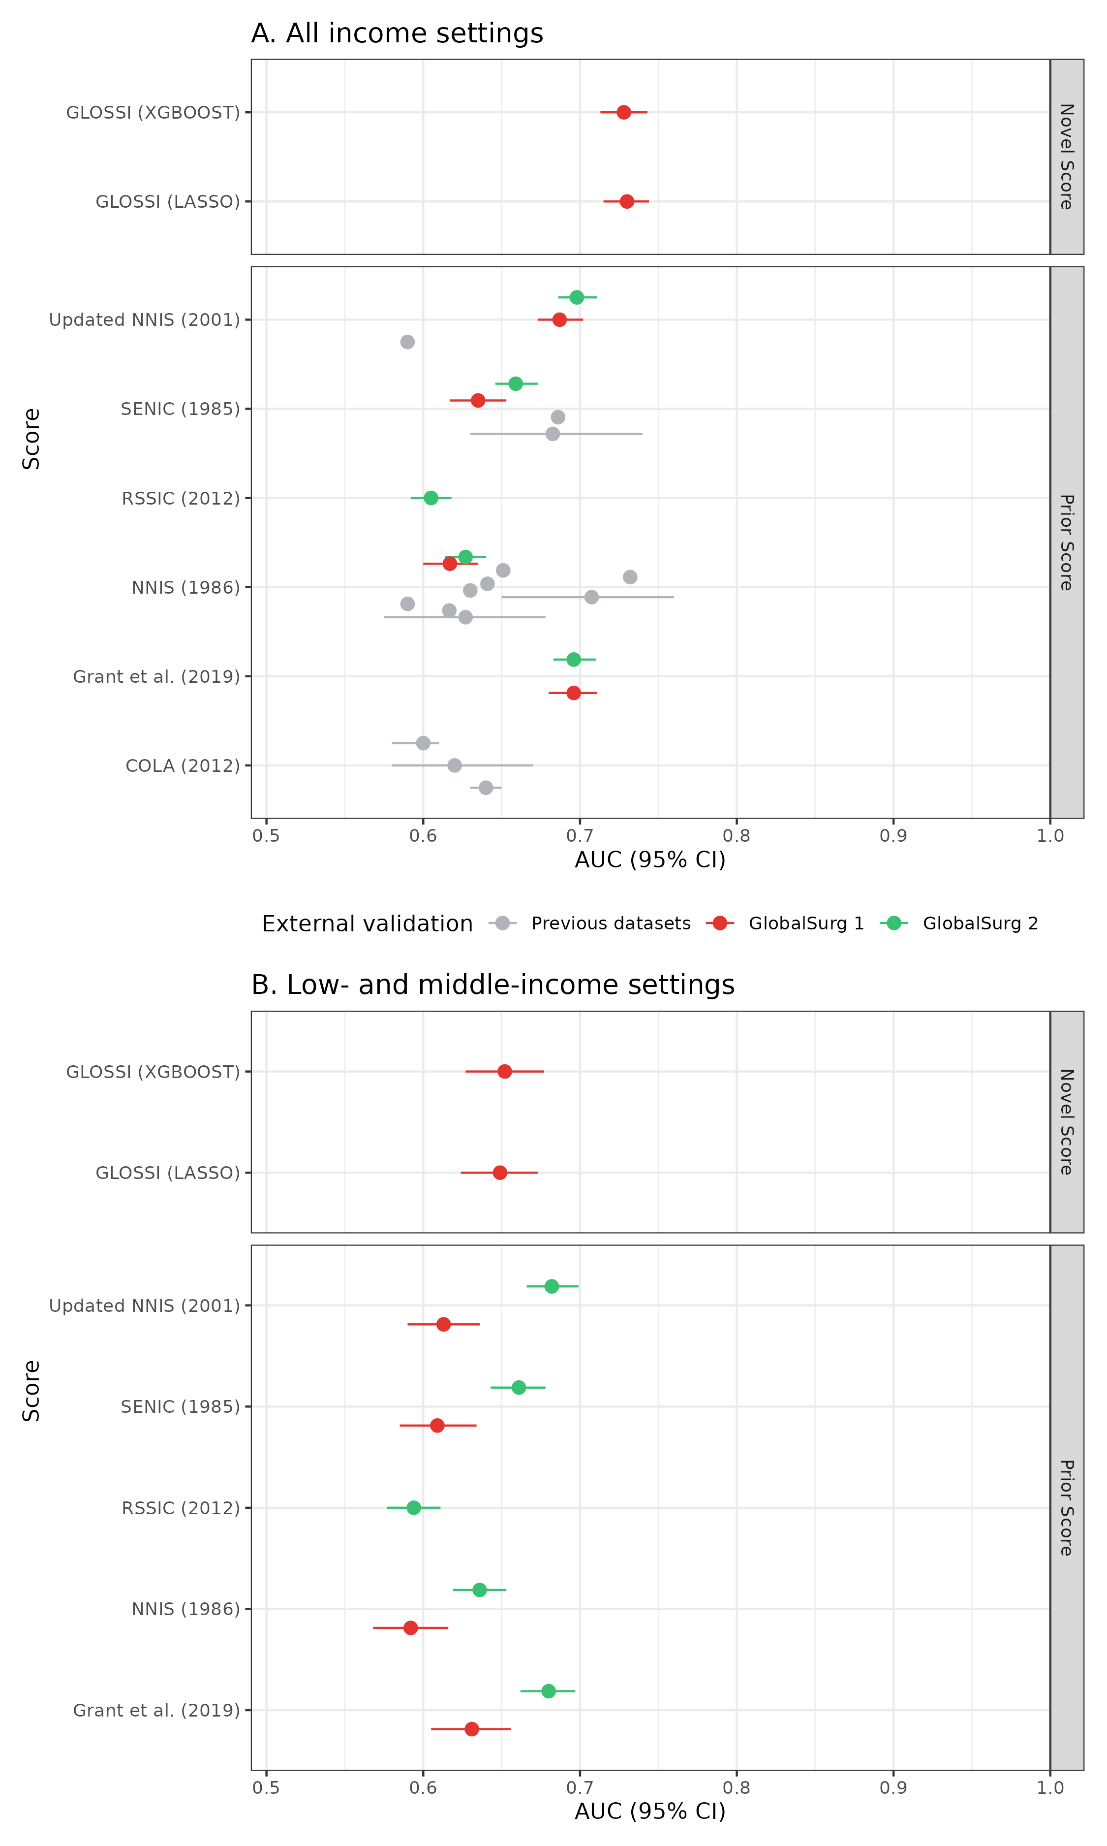 A. All income settings
GLOSSI (XGBOOST)
GLOSSI (LASSO)
Novel Score
Updated NNIS (2001)
SENIC (1985)
RSSIC (2012)
NNIS (1986)
Grant et al. (2019)
COLA (2012)
Prior Score
Score
0.5 0.6 0.7 0.8 0.9 1.0
AUC (95% CI)
External validation Previous datasets GlobalSurg 1 GlobalSurg 2
B. Low- and middle-income settings
GLOSSI (XGBOOST)
GLOSSI (LASSO)
Novel Score
Updated NNIS (2001)
SENIC (1985)
RSSIC (2012)
NNIS (1986)
Grant et al. (2019)
Prior Score
Score
0.5 0.6 0.7 0.8 0.9 1.0
AUC (95% CI)